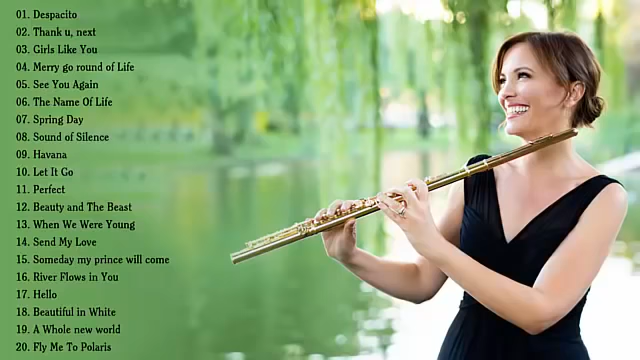 01. Despacito
02. Thank u, next
03. Girls Like You
04. Merry go round of Life
05. See You Again
06. The Name Of Life
07. Spring Day
08. Sound of Silence
09. Havana
10. Let It Go
11. Perfect
12. Beauty and The Beast
13. When We Were Young
14. Send My Love
15. Someday my prince will come
16. River Flows in You
17. Hello
18. Beautiful in White
19. A Whole new world
20. Fly Me To Polaris